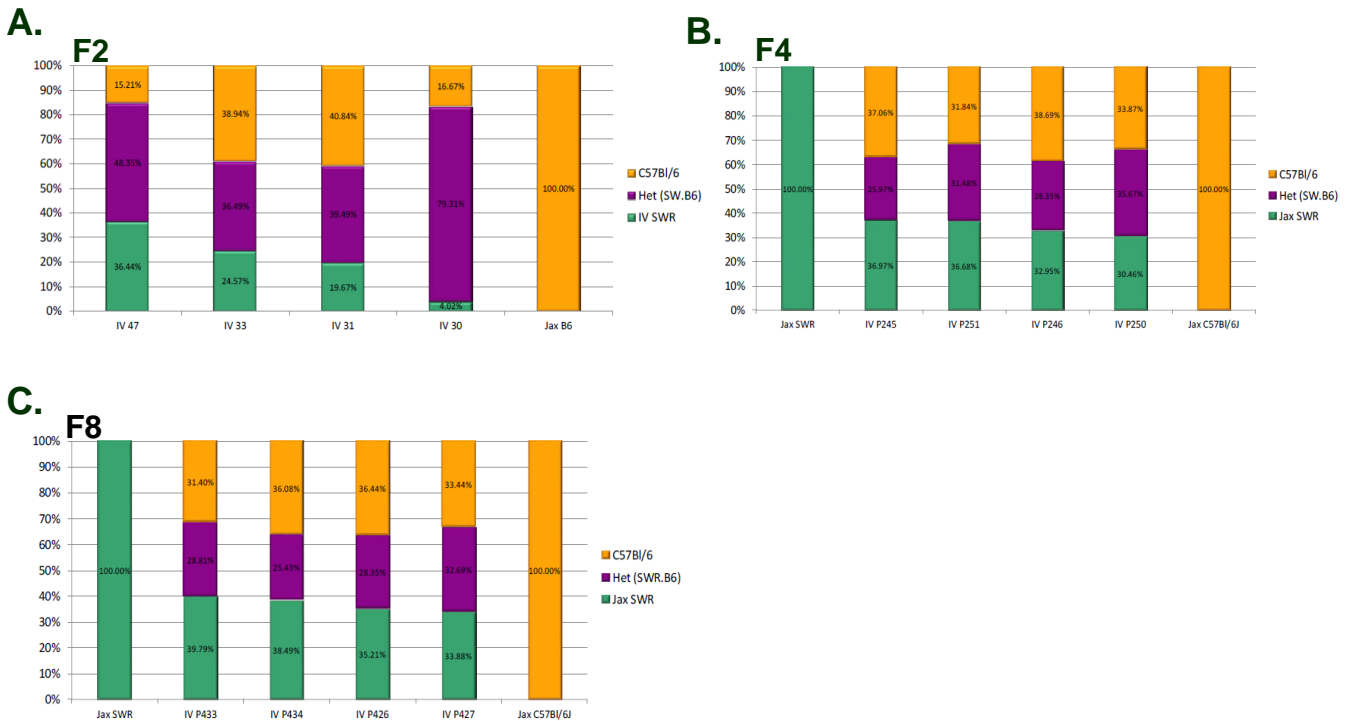 A.
F2
100%
90%
80%
70%
60%
50%
40%
30%
20%
10%
0%
15.21% 38.94% 40.84% 16.67%
48.35% 36.49% 39.49% 79.31% 100.00%
36.44% 24.57% 19.67% 4.02%
IV 47 IV 33 IV 31 IV 30 Jax B6
C57Bl/6
Het (SW.B6)
IV SWR
B.
F4
100%
90%
80%
70%
60%
50%
40%
30%
20%
10%
0%
37.06% 31.84% 38.69% 33.87%
100.00% 25.97% 31.48% 28.35% 35.67% 100.00%
36.97% 36.68% 32.95% 30.46%
Jax SWR IV P245 IV P251 IV P246 IV P250 Jax C57Bl/6J
C57Bl/6
Het (SW.B6)
Jax SWR
C.
F8
100%
90%
80%
70%
60%
50%
40%
30%
20%
10%
0%
31.40% 36.08% 36.44% 33.44%
100.00% 28.81% 25.43% 28.35% 32.69% 100.00%
39.79% 38.49% 35.21% 33.88%
Jax SWR IV P433 IV P434 IV P426 IV P427 Jax C57Bl/6J
C57Bl/6
Het (SWR.B6)
Jax SWR